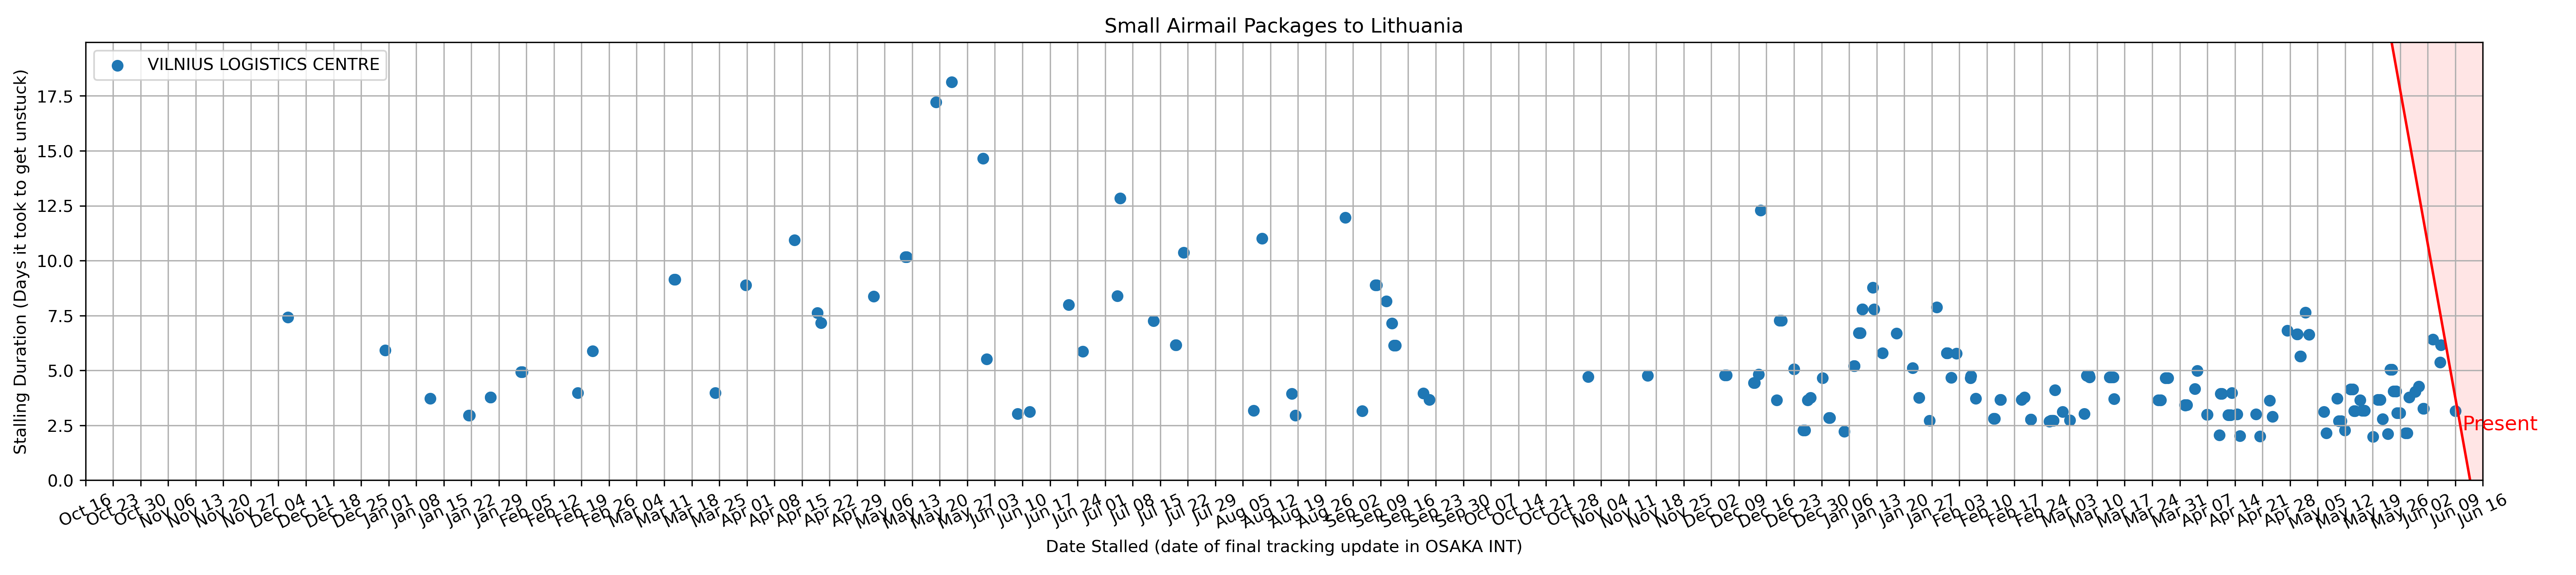 Small Airmail Packages to Lithuania
VILNIUS LOGISTICS CENTRE
Stalling Duration (Days it took to get unstuck)
17.5
15.0
12.5
10.0
7.5
5.0
2.5
0.0
Present
Oct 16 Oct 23 Oct 30 Nov 06 Nov 13 Nov 20 Nov 27 Dec 04 Dec 11 Dec 18 Dec 25 Jan 01 Jan 08 Jan 15 Jan 22 Jan 29 Feb 05 Feb 12 Feb 19 Feb 26 Mar 04 Mar 11 Mar 18 Mar 25 Apr 01 Apr 08 Apr 15 Apr 22 Apr 29 May 06 May 13 May 20 May 27 Jun 03 Jun 10 Jun 17 Jun 24 Jul 01 Jul 08 Jul 15 Jul 22 Jul 29 Aug 05 Aug 12 Aug 19 Aug 26 Sep 02 Sep 09 Sep 16 Sep 23 Sep 30 Oct 07 Oct 14 Oct 21 Oct 28 Nov 04 Nov 11 Nov 18 Nov 25 Dec 02 Dec 09 Dec 16 Dec 23 Dec 30 Jan 06 Jan 13 Jan 20 Jan 27 Feb 03 Feb 10 Feb 17 Feb 24 Mar 03 Mar 10 Mar 17 Mar 24 Mar 31 Apr 07 Apr 14 Apr 21 Apr 28 May 05 May 12 May 19 May 26 Jun 02 Jun 09 Jun 16
Date Stalled (date of final tracking update in OSAKA INT)